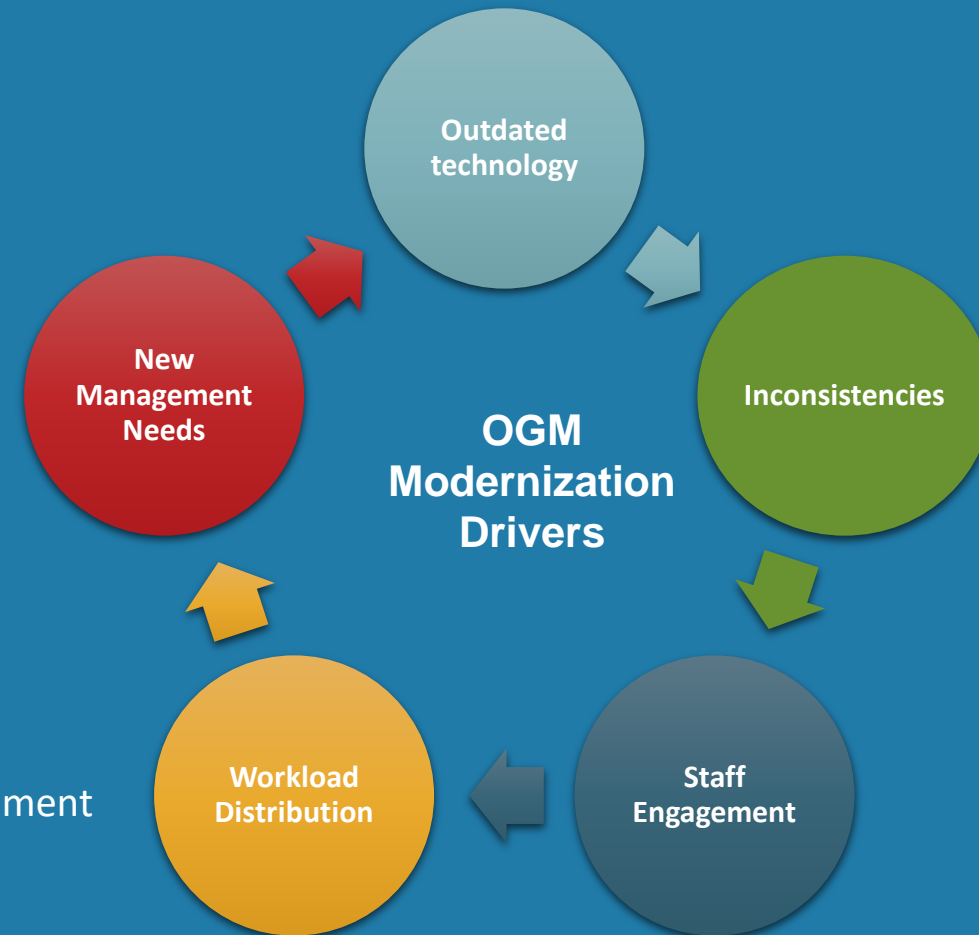 Outdated
technology
Inconsistencies
New
Management
Needs
OGM
Modernization
Drivers
Workload
Distribution
Staff
Engagement
ment